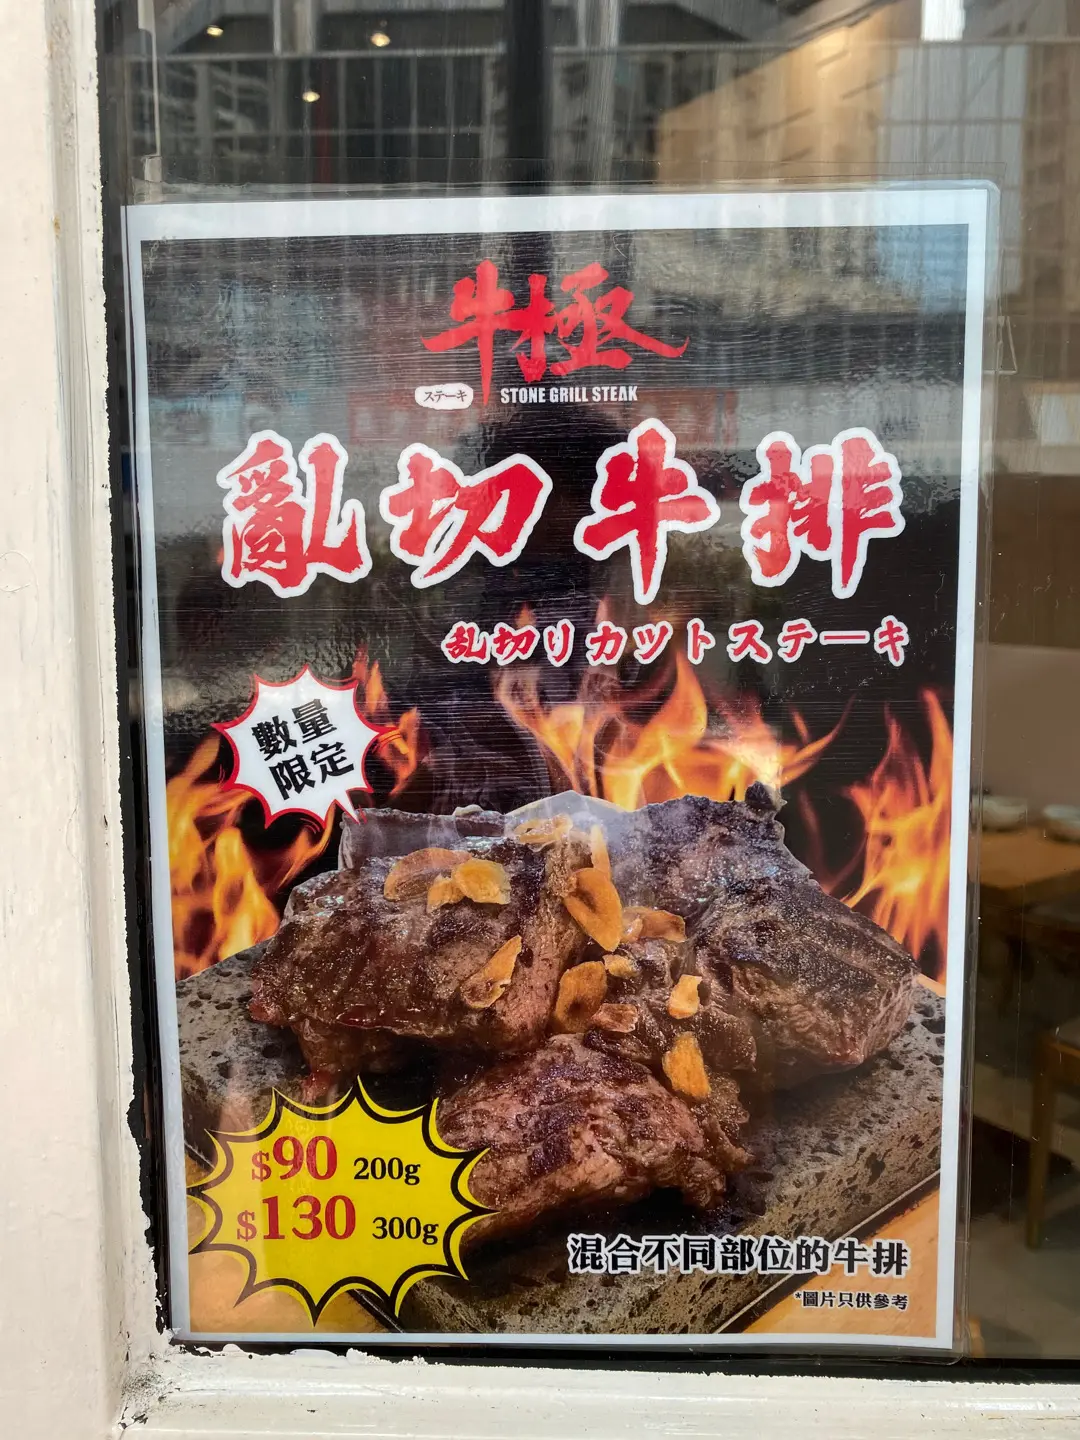 牛極
ステーキ STONE GRILL STEAK
亂切牛排
乱切りカットステーキ
數量
限定
$90 200g
$130 300g
混合不同部位的牛排
*圖片只供參考